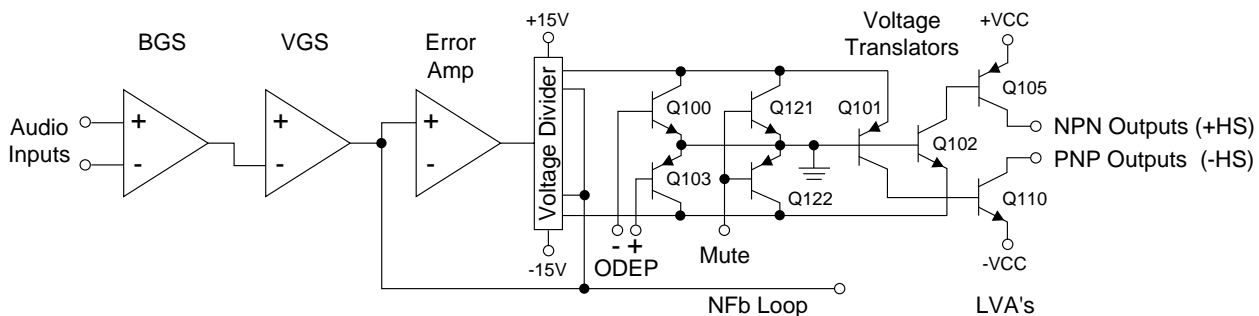 BGS
VGS
Error
Amp
+15V
Voltage
Translators
+VCC
Audio
Inputs
+
-
+
-
+
-
Voltage Divider
Q100
Q121
Q101
Q105
Q102
NPN Outputs (+HS)
PNP Outputs (-HS)
Q103
Q122
Q110
-15V
- +
ODEP
Mute
-VCC
NFb Loop
LVA's